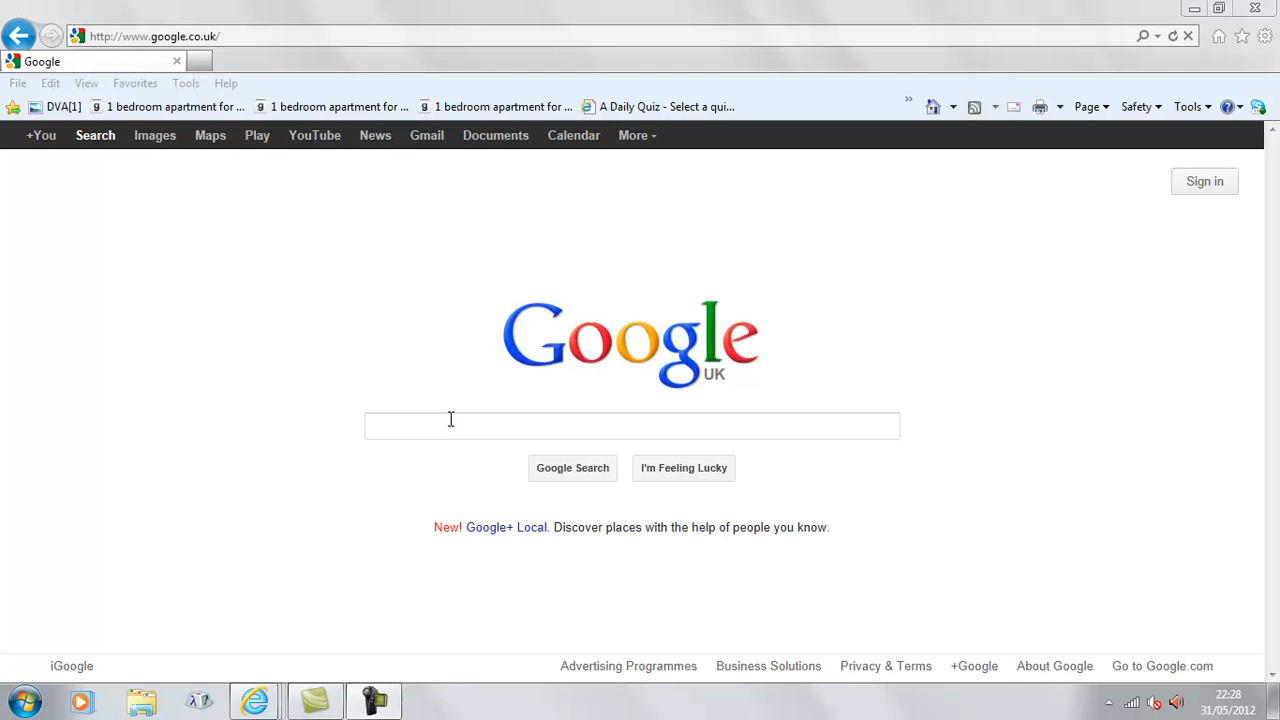 http://www.google.co.uk/
Google
File Edit View Favorites Tools Help
DVA[1] 1 bedroom apartment for ... 1 bedroom apartment for ... 1 bedroom apartment for ... A Daily Quiz - Select a qui... » Page Safety Tools
+You Search Images Maps Play YouTube News Gmail Documents Calendar More
Sign in
Google
UK
Google Search I'm Feeling Lucky
New! Google+ Local. Discover places with the help of people you know.
iGoogle Advertising Programmes Business Solutions Privacy & Terms +Google About Google Go to Google.com
22:28
31/05/2012